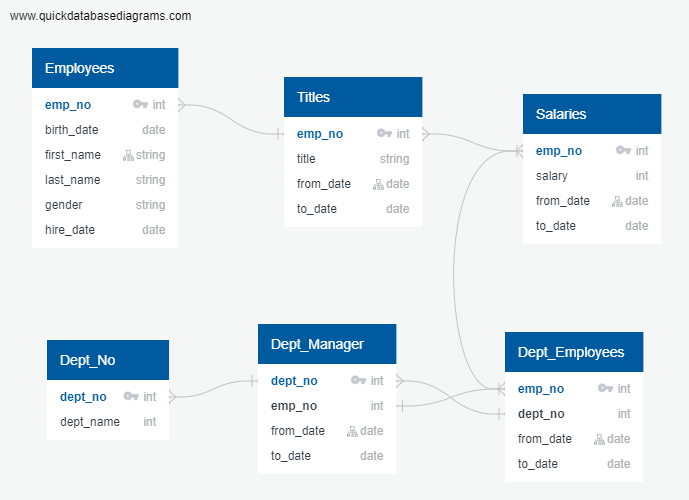 www.quickdatabasediagrams.com
Employees
emp_no int
birth_date date
first_name string
last_name string
gender string
hire_date date
Titles
emp_no int
title string
from_date date
to_date date
Salaries
emp_no int
salary int
from_date date
to_date date
Dept_No
dept_no int
dept_name int
Dept_Manager
dept_no int
emp_no int
from_date date
to_date date
Dept_Employees
emp_no int
dept_no int
from_date date
to_date date